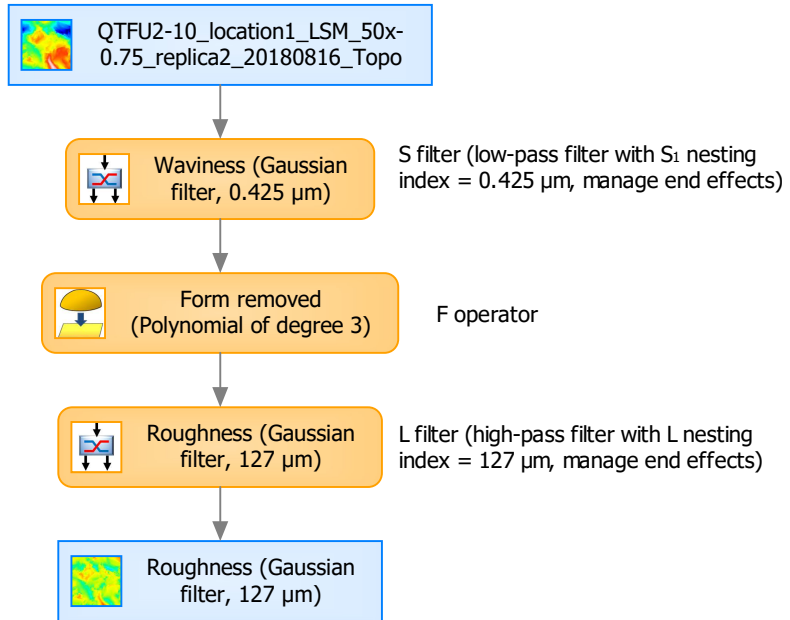 QTFU2-10_location1_LSM_50x-
0.75_replica2_20180816_Topo
Waviness (Gaussian
filter, 0.425 µm)
S filter (low-pass filter with S₁ nesting
index = 0.425 µm, manage end effects)
Form removed
(Polynomial of degree 3)
F operator
Roughness (Gaussian
filter, 127 µm)
L filter (high-pass filter with L nesting
index = 127 µm, manage end effects)
Roughness (Gaussian
filter, 127 µm)